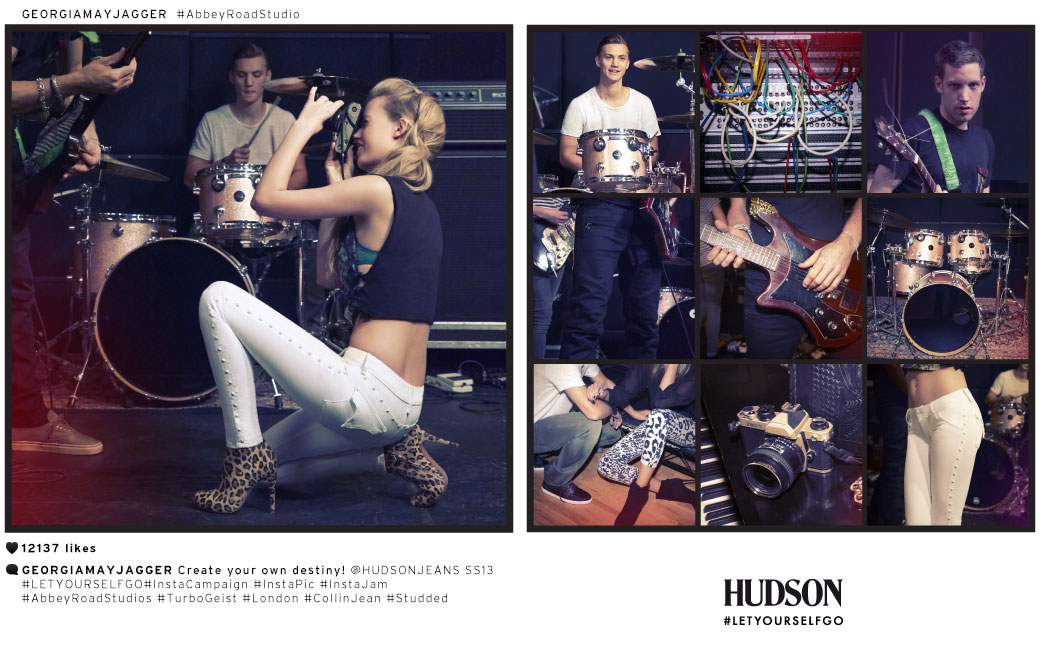 GEORGIAMAYJAGGER #AbbeyRoadStudio
12137 likes
GEORGIAMAYJAGGER Create your own destiny! @HUDSONJEANS SS13
#LETYOURSELFGO#InstaCampaign #InstaPic #InstaJam
#AbbeyRoadStudios #TurboGeist #London #CollinJean #Studded
HUDSON
#LETYOURSELFGO